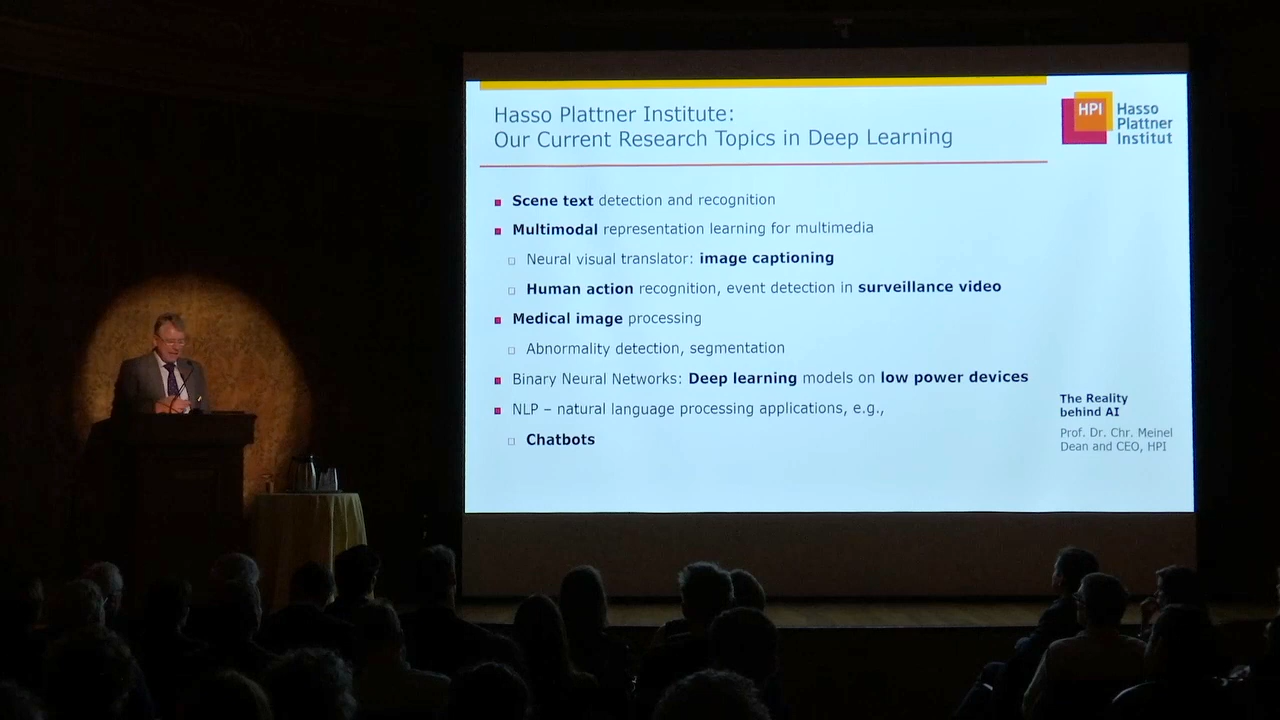 Hasso Plattner Institute:
Our Current Research Topics in Deep Learning
HPI
Hasso
Plattner
Institut
Scene text detection and recognition
Multimodal representation learning for multimedia
Neural visual translator: image captioning
Human action recognition, event detection in surveillance video
Medical image processing
Abnormality detection, segmentation
Binary Neural Networks: Deep learning models on low power devices
NLP – natural language processing applications, e.g.,
Chatbots
The Reality
behind AI
Prof. Dr. Chr. Meinel
Dean and CEO, HPI